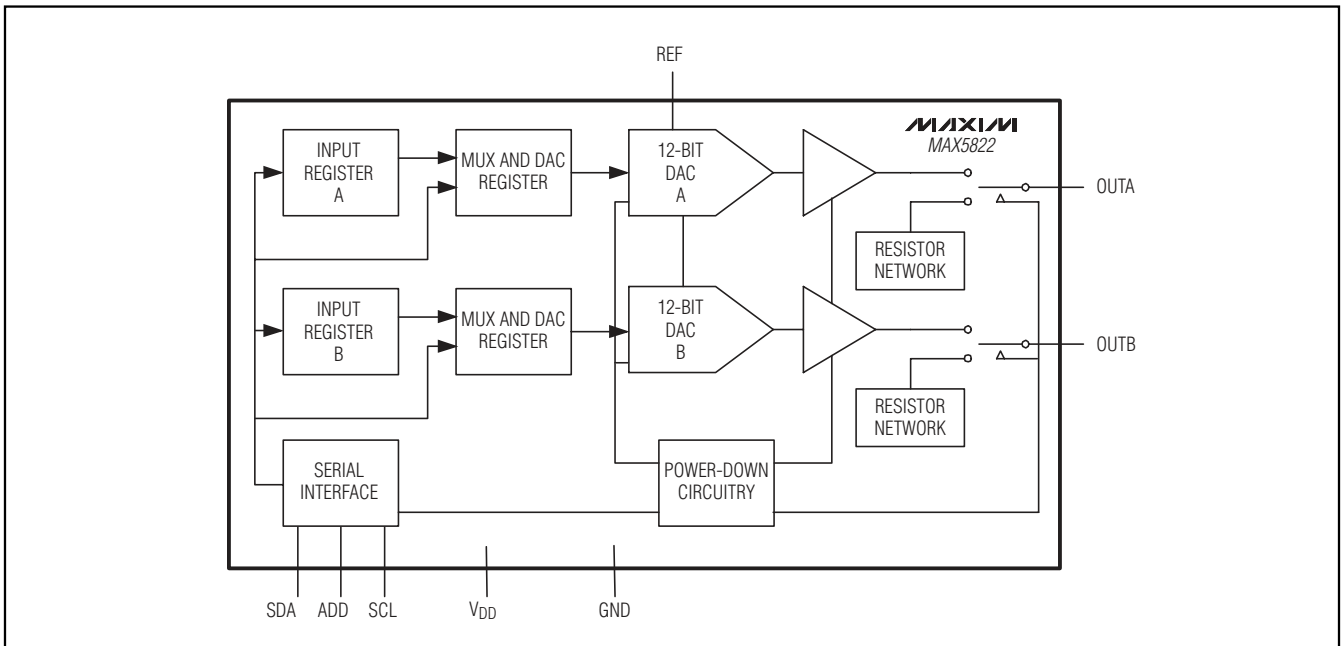 REF
MAXIM
MAX5822
INPUT
REGISTER
A
MUX AND DAC
REGISTER
12-BIT
DAC
A
OUTA
RESISTOR
NETWORK
INPUT
REGISTER
B
MUX AND DAC
REGISTER
12-BIT
DAC
B
OUTB
RESISTOR
NETWORK
SERIAL
INTERFACE
POWER-DOWN
CIRCUITRY
SDA ADD SCL VDD GND